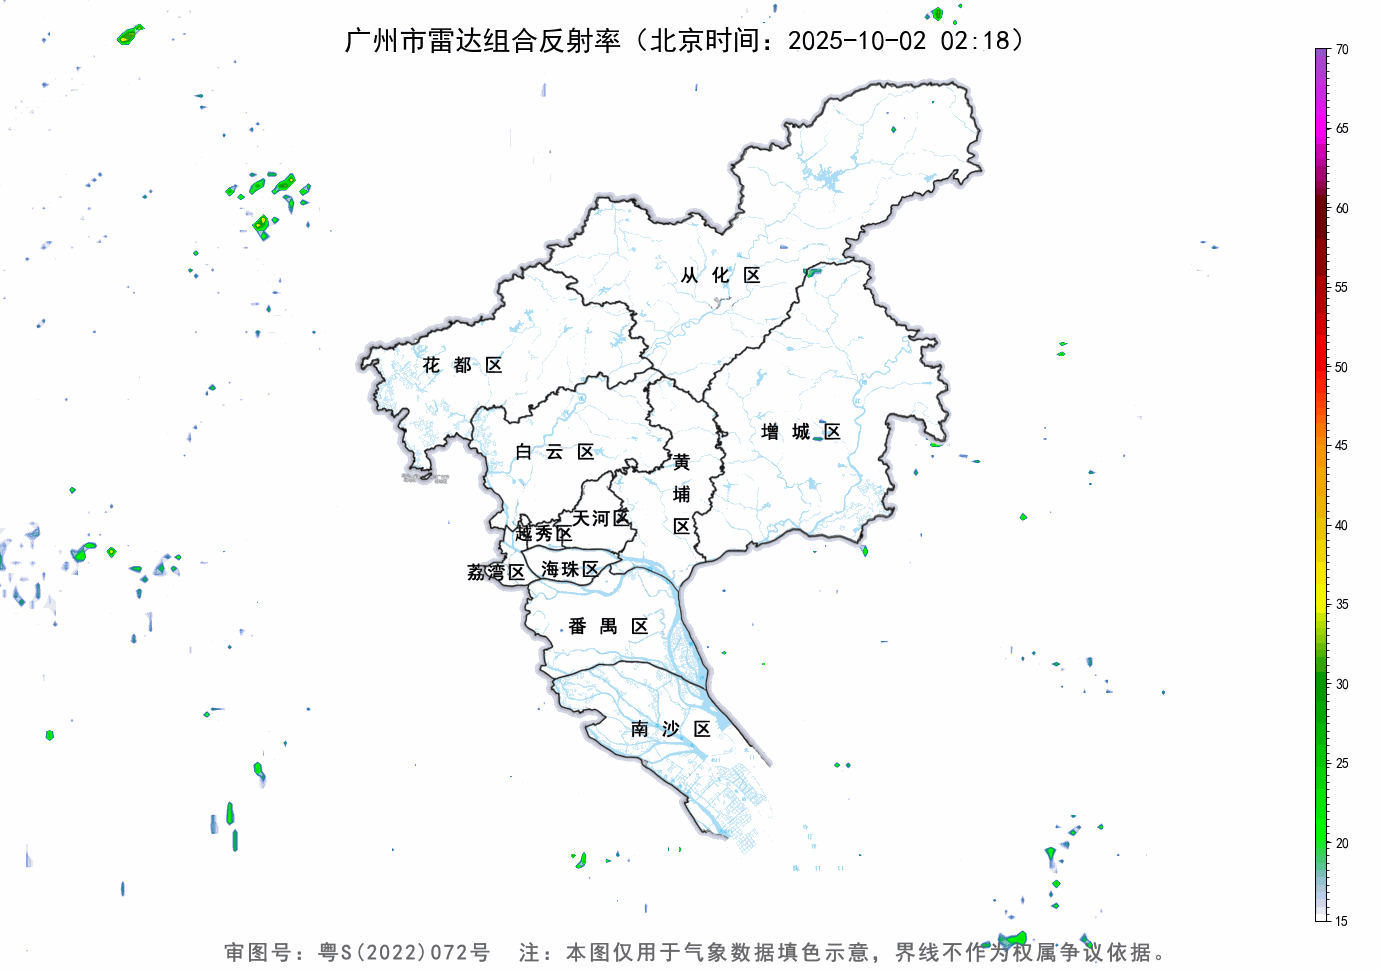 广州市雷达组合反射率（北京时间：2025-10-02 02:18）
70
65
60
55
50
45
40
35
30
25
20
15
从化区
花都区
增城区
白云区
黄埔区
天河区
越秀区
荔湾区
海珠区
番禺区
南沙区
审图号：粤S(2022)072号 注：本图仅用于气象数据填色示意，界线不作为权属争议依据。